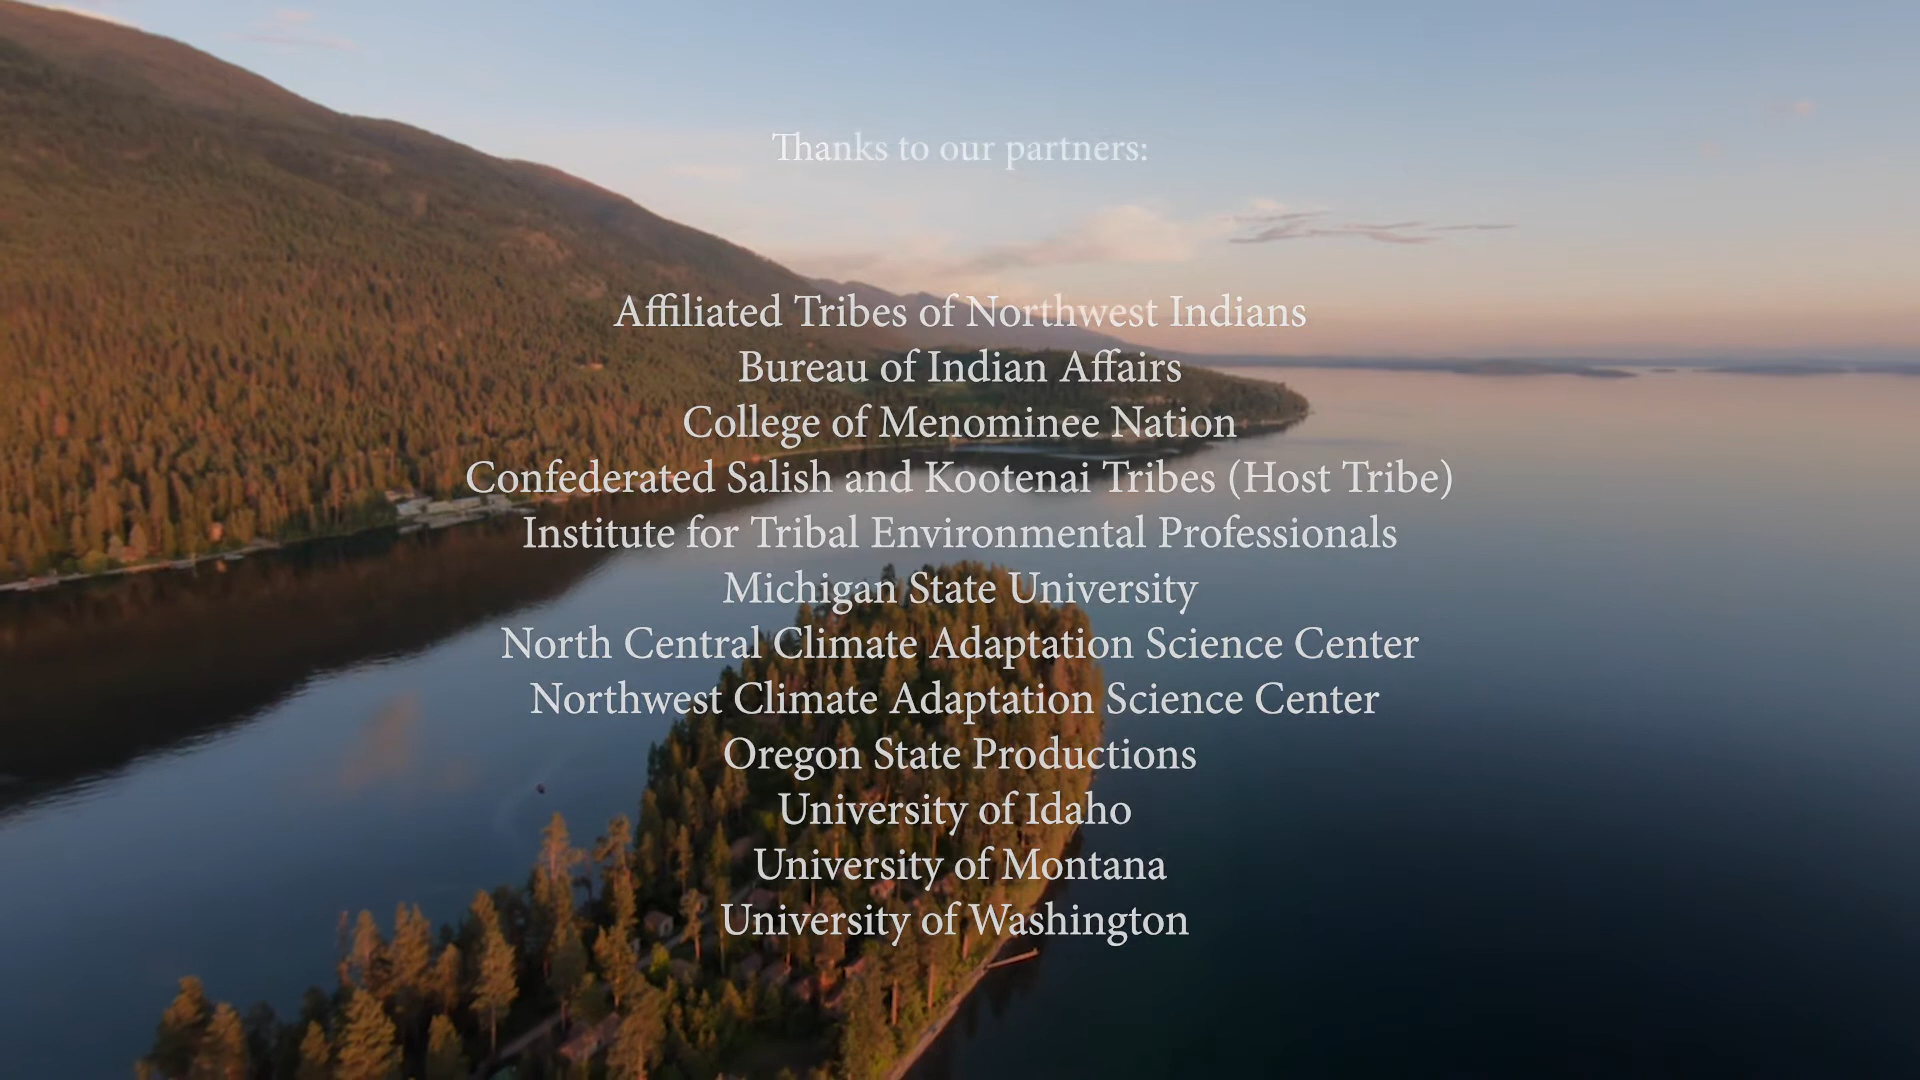 Thanks to our partners:
Affiliated Tribes of Northwest Indians
Bureau of Indian Affairs
College of Menominee Nation
Confederated Salish and Kootenai Tribes (Host Tribe)
Institute for Tribal Environmental Professionals
Michigan State University
North Central Climate Adaptation Science Center
Northwest Climate Adaptation Science Center
Oregon State Productions
University of Idaho
University of Montana
University of Washington